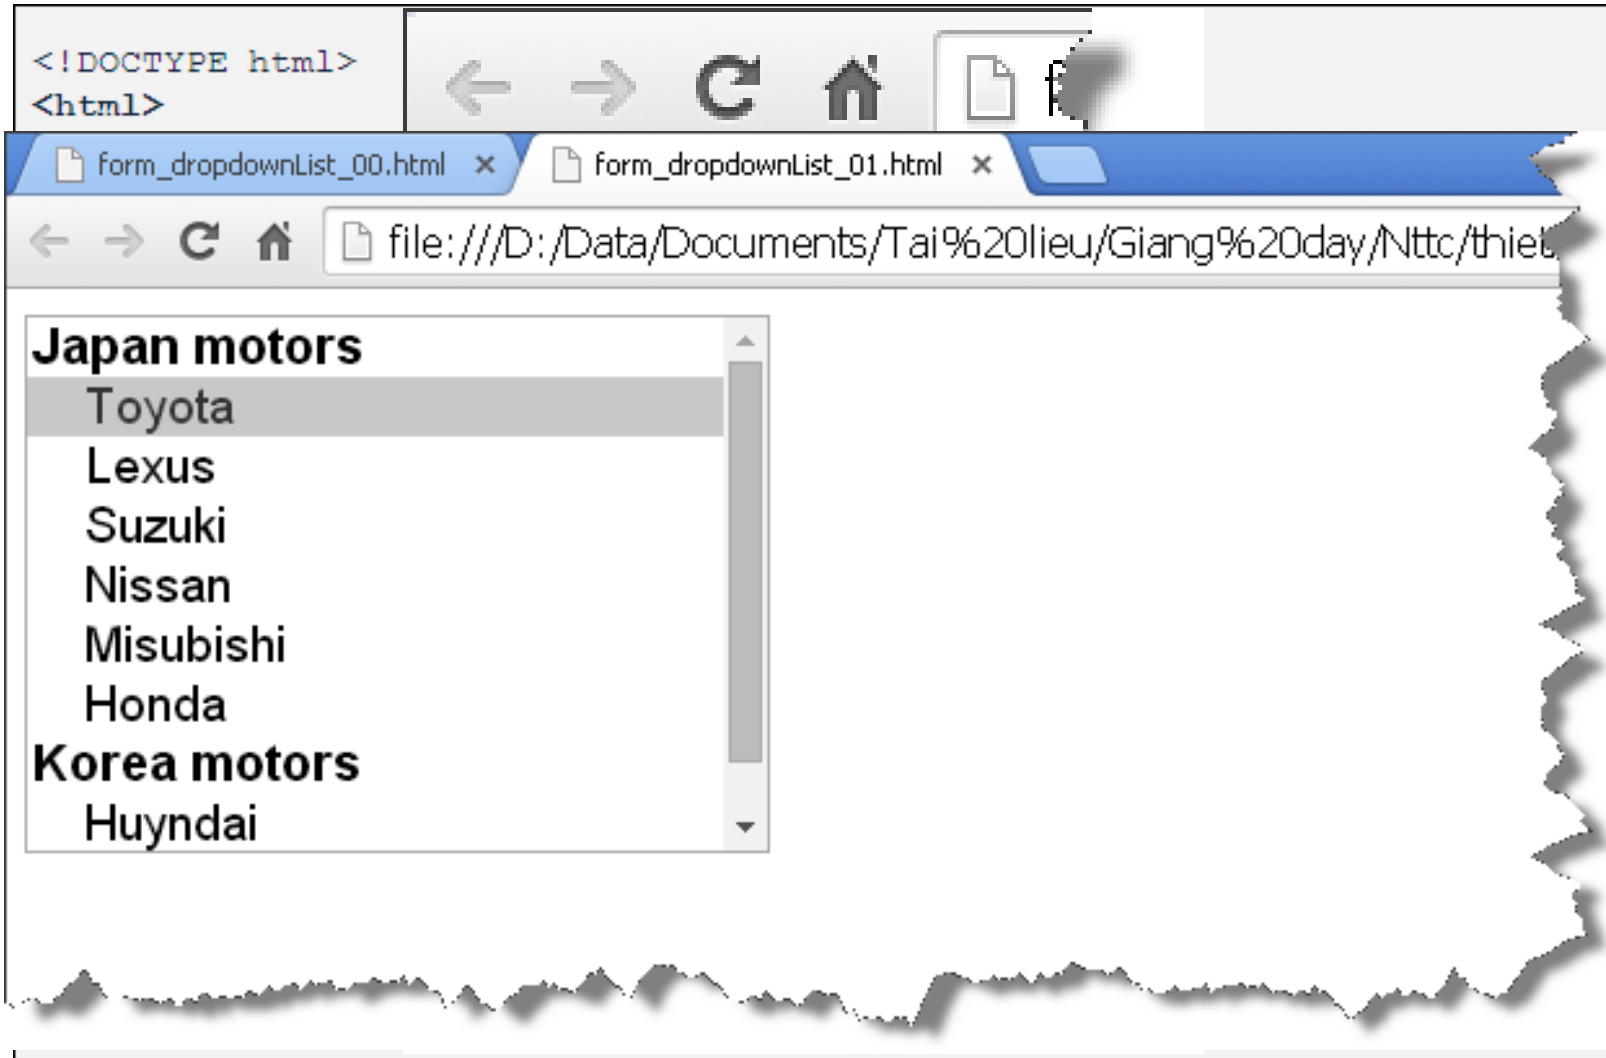 <!DOCTYPE html>
<html>
form_dropdownList_00.html
form_dropdownList_01.html
file:///D:/Data/Documents/Tai%20lieu/Giang%20day/Nttc/thiet
Japan motors
Toyota
Lexus
Suzuki
Nissan
Misubishi
Honda
Korea motors
Huyndai